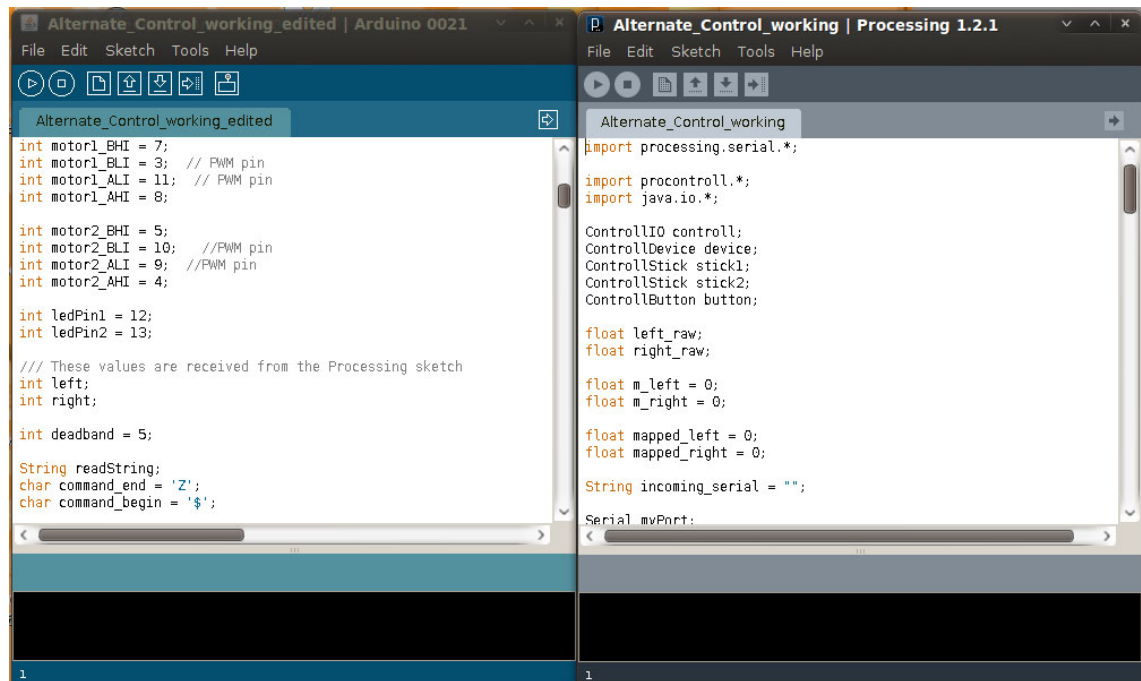 Alternate_Control_working_edited | Arduino 0021
File Edit Sketch Tools Help
Alternate_Control_working_edited
int motor1_BHI = 7;
int motor1_BLI = 3;  // PWM pin
int motor1_ALI = 11;  // PWM pin
int motor1_AHI = 8;
int motor2_BHI = 5;
int motor2_BLI = 10;   //PWM pin
int motor2_ALI = 9;  //PWM pin
int motor2_AHI = 4;
int ledPin1 = 12;
int ledPin2 = 13;
/// These values are received from the Processing sketch
int left;
int right;
int deadband = 5;
String readString;
char command_end = 'Z';
char command_begin = '$';
1
Alternate_Control_working | Processing 1.2.1
File Edit Sketch Tools Help
Alternate_Control_working
import processing.serial.*;
import procontroll.*;
import java.io.*;
ControllIO controll;
ControllDevice device;
ControllStick stick1;
ControllStick stick2;
ControllButton button;
float left_raw;
float right_raw;
float m_left = 0;
float m_right = 0;
float mapped_left = 0;
float mapped_right = 0;
String incoming_serial = "";
Serial myPort;
1